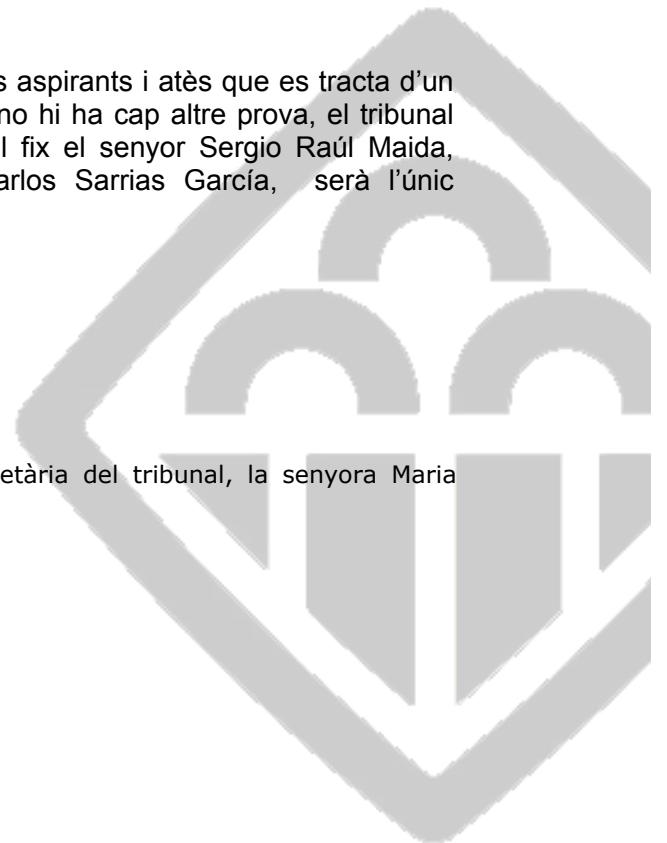 s aspirants i atès que es tracta d’un
no hi ha cap altre prova, el tribunal
l fix el senyor Sergio Raúl Maida,
arlos Sarrias García, serà l’únic
etària del tribunal, la senyora Maria